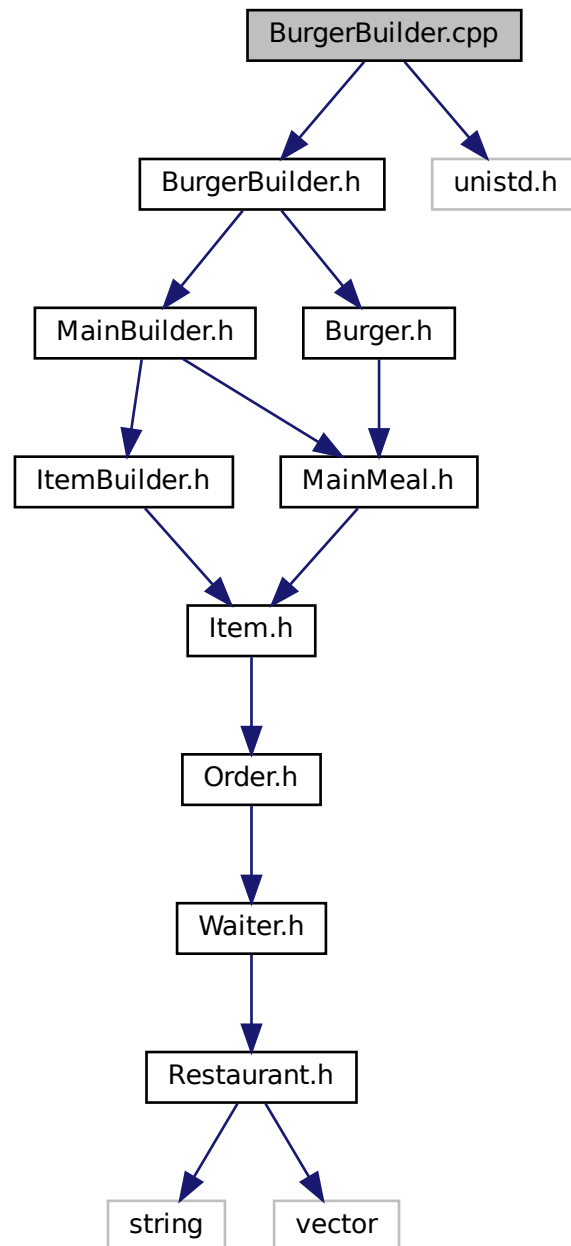 BurgerBuilder.cpp
BurgerBuilder.h
unistd.h
MainBuilder.h
Burger.h
ItemBuilder.h
MainMeal.h
Item.h
Order.h
Waiter.h
Restaurant.h
string
vector